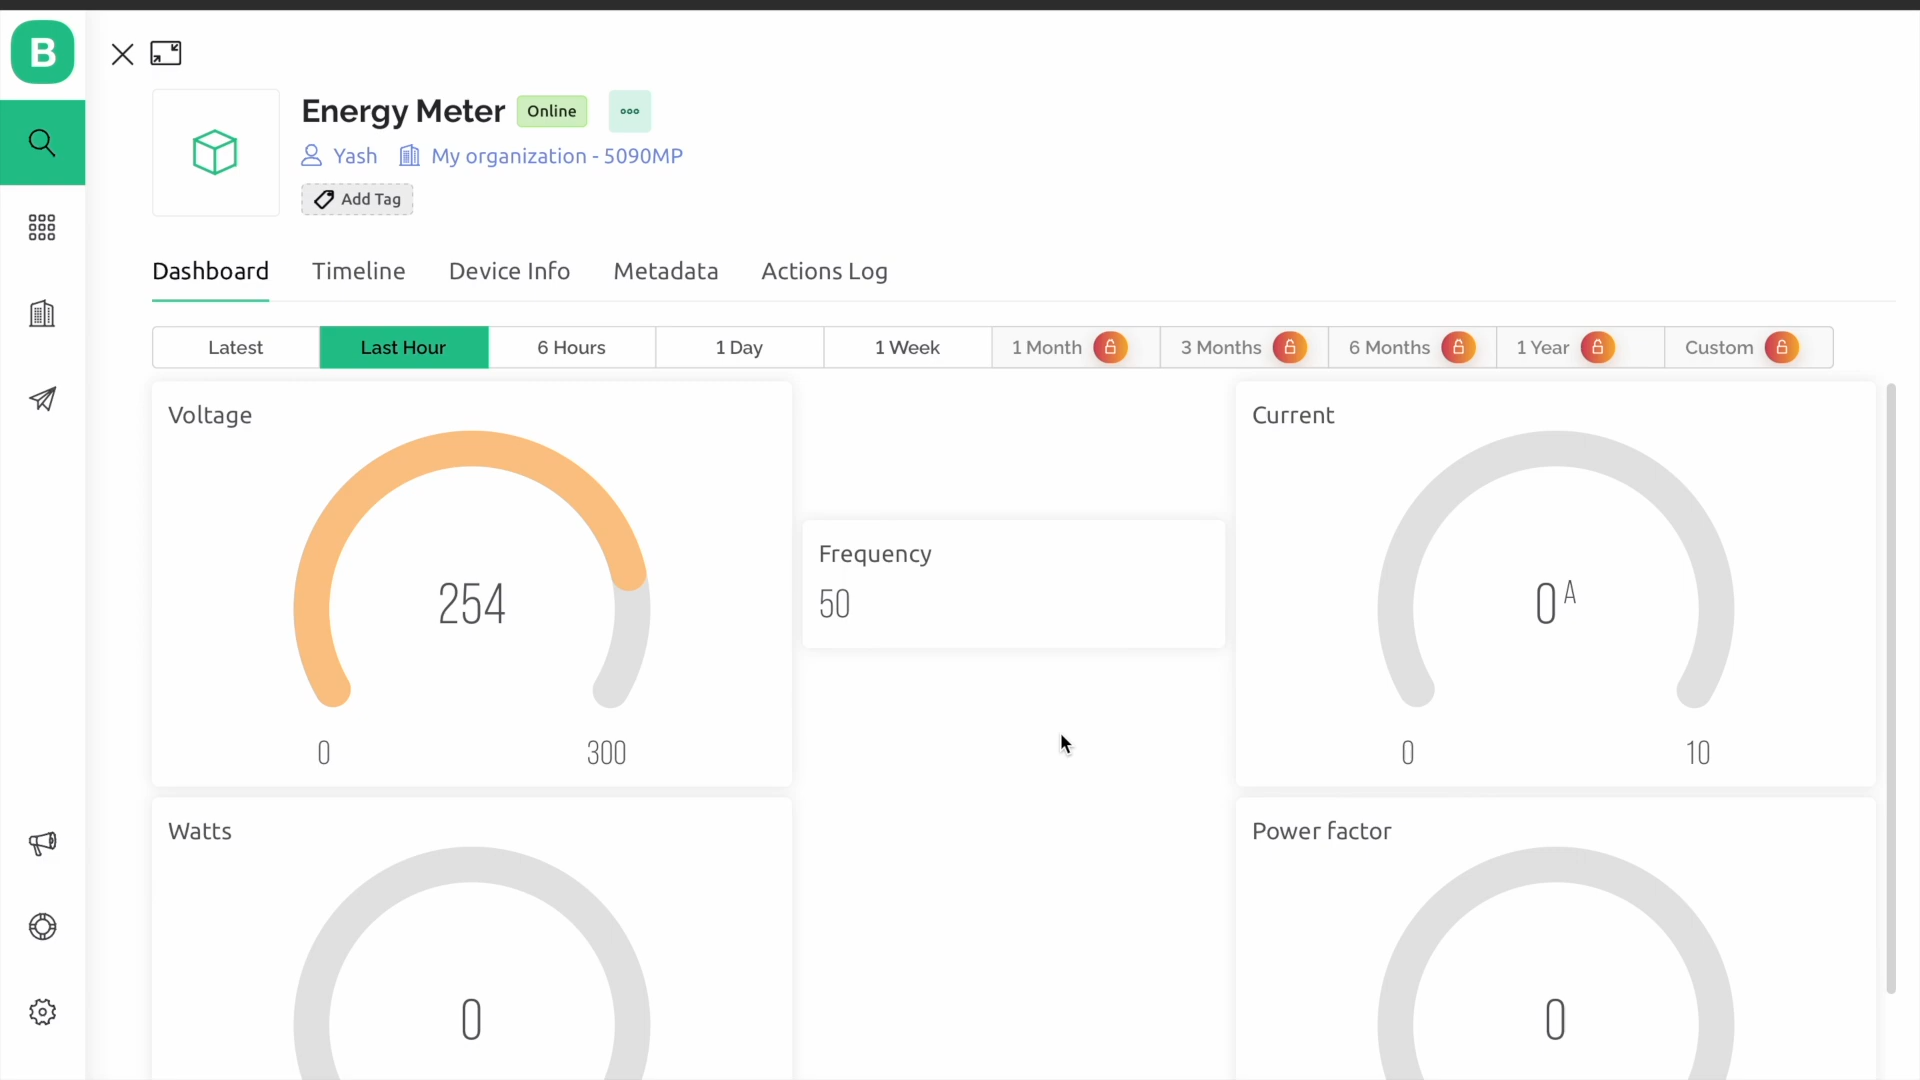 B
Energy Meter Online
Yash My organization - 5090MP
Add Tag
Dashboard Timeline Device Info Metadata Actions Log
Latest Last Hour 6 Hours 1 Day 1 Week 1 Month 3 Months 6 Months 1 Year Custom
Voltage
254
0 300
Frequency
50
Current
0 A
0 10
Watts
0
Power factor
0